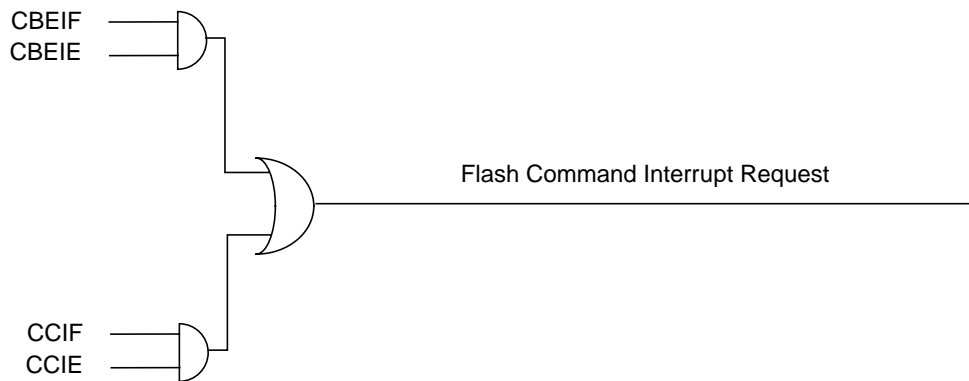 CBEIF
CBEIE
Flash Command Interrupt Request
CCIF
CCIE